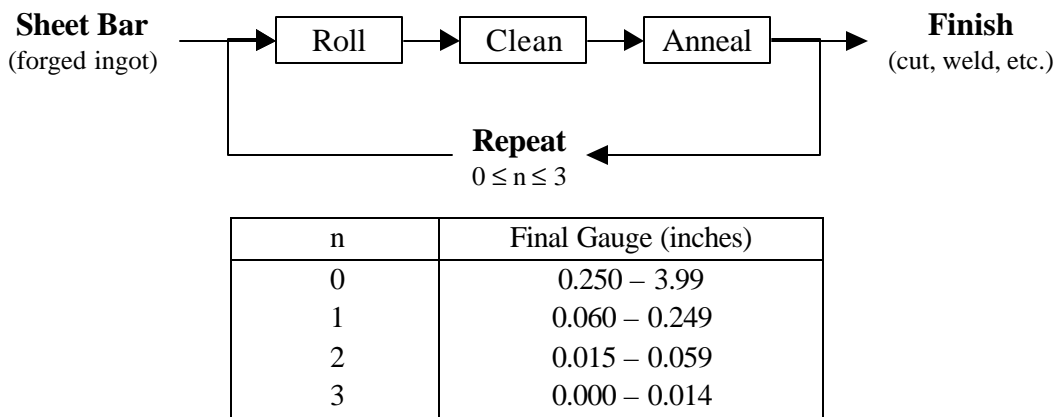 Sheet Bar
(forged ingot)
Roll
Clean
Anneal
Finish
(cut, weld, etc.)
Repeat
0 ≤ n ≤ 3
n Final Gauge (inches)
0 0.250 – 3.99
1 0.060 – 0.249
2 0.015 – 0.059
3 0.000 – 0.014